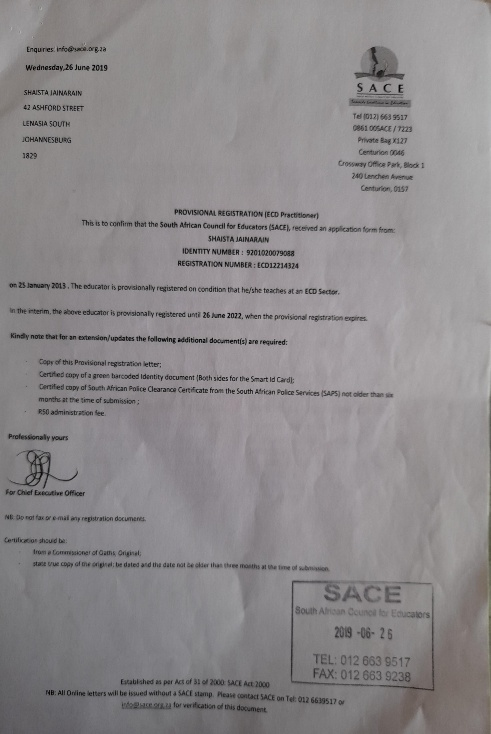 Enquiries: info@sace.org.za
Wednesday,26 June 2019
SHAISTA JAINARAIN
42 ASHFORD STREET
LENASIA SOUTH
JOHANNESBURG
1829
SACE
Tel (012) 663 9517
0861 00SACE / 7223
Private Bag X127
Centurion 0046
Crossway Office Park, Block 1
240 Lenchen Avenue
Centurion, 0157
PROVISIONAL REGISTRATION (ECD Practitioner)
This is to confirm that the South African Council for Educators (SACE), received an application form from:
SHAISTA JAINARAIN
IDENTITY NUMBER : 9201020079088
REGISTRATION NUMBER : ECD12214324
on 25 January 2013 . The educator is provisionally registered on condition that he/she teaches at an ECD Sector.
In the interim, the above educator is provisionally registered until 26 June 2022, when the provisional registration expires.
Kindly note that for an extension/updates the following additional document(s) are required:
- Copy of this Provisional registration letter;
- Certified copy of a green barcoded Identity document (Both sides for the Smart Id Card);
- Certified copy of South African Police Clearance Certificate from the South African Police Services (SAPS) not older than six
months at the time of submission ;
- R50 administration fee.
Professionally yours
For Chief Executive Officer
NB: Do not fax or e-mail any registration documents.
Certification should be:
- from a Commissioner of Oaths; Original;
- state true copy of the original; be dated and the date not be older than three months at the time of submission.
SACE
South African Council for Educators
2019 -06- 26
TEL: 012 663 9517
FAX: 012 663 9238
Established as per Act of 31 of 2000: SACE Act 2000
NB: All Online letters will be issued without a SACE stamp. Please contact SACE on Tel: 012 6639517 or
info@sace.org.za for verification of this document.